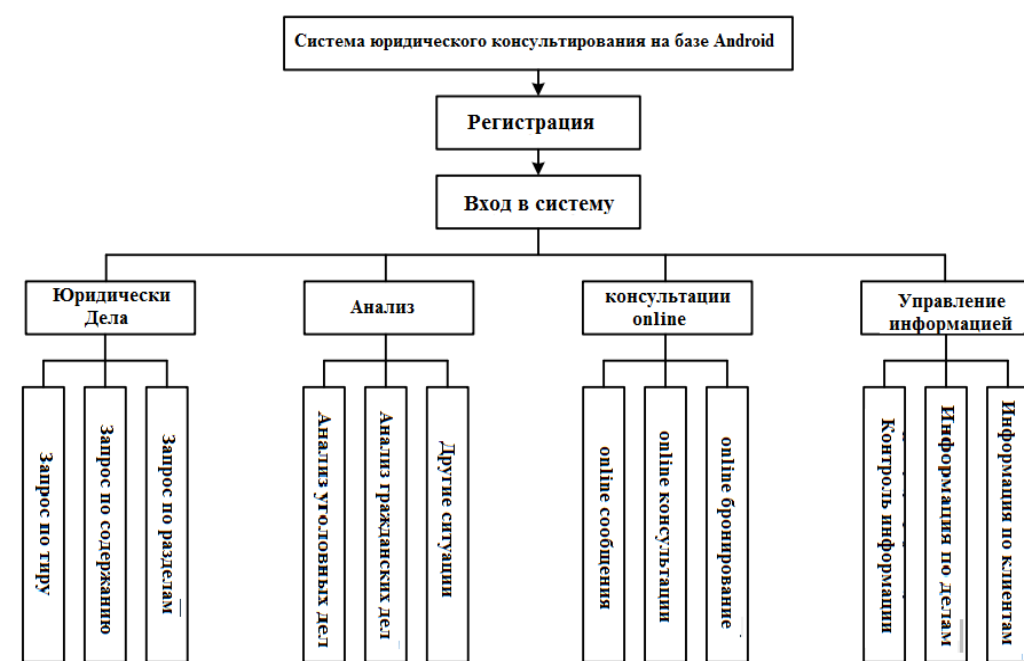 Система юридического консультирования на базе Android
Регистрация
Вход в систему
Юридически
Дела
Анализ
консультации
online
Управление
информацией
Запрос по тиру
Запрос по содержанию
Запрос по разделам
Анализ уголовных дел
Анализ гражданских дел
Другие ситуации
online сообщения
online консультации
online бронирование
Контроль информации
Информация по делам
Информация по клиентам